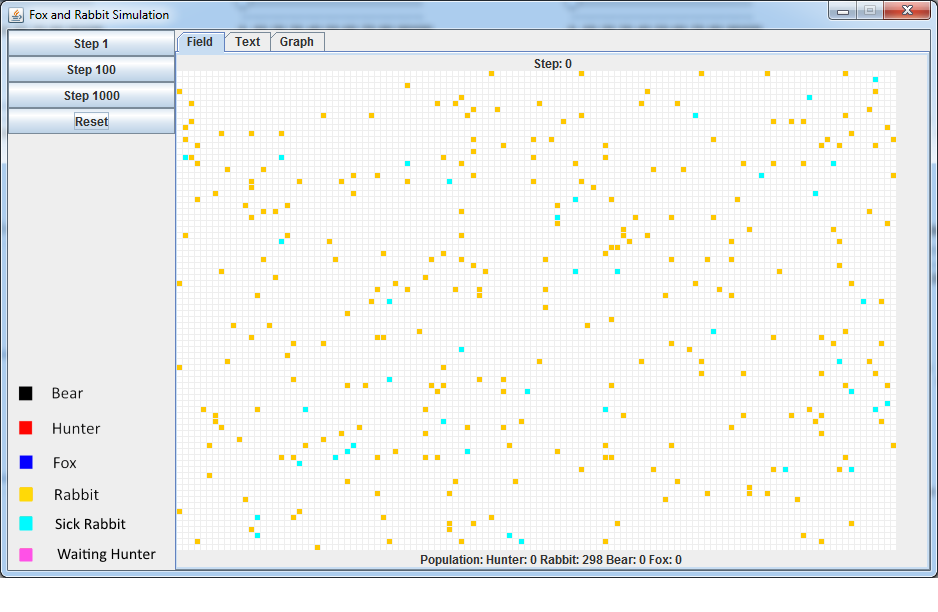 Fox and Rabbit Simulation
Step 1
Step 100
Step 1000
Reset
Field Text Graph
Step: 0
Bear
Hunter
Fox
Rabbit
Sick Rabbit
Waiting Hunter
Population: Hunter: 0 Rabbit: 298 Bear: 0 Fox: 0